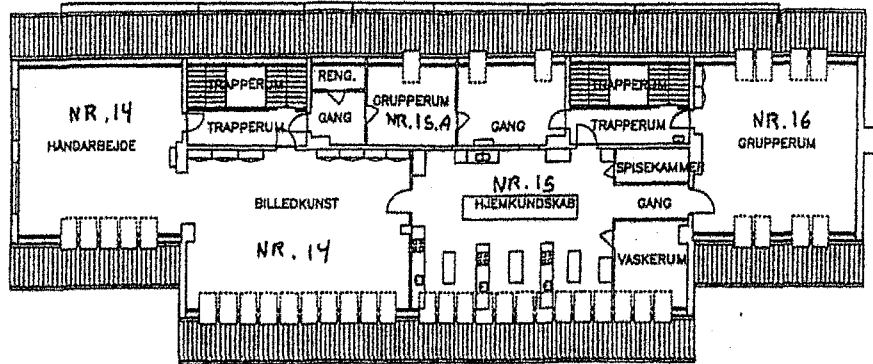 NR.14
HÅNDARBEJDE
TRAPPERUM
TRAPPERUM
RENG.
GANG
GRUPPERUM
NR.15.A
GANG
TRAPPERUM
TRAPPERUM
NR.16
GRUPPERUM
BILLEDKUNST
NR.14
NR.15
HJEMKUNDSKAB
SPISEKAMMER
GANG
VASKERUM